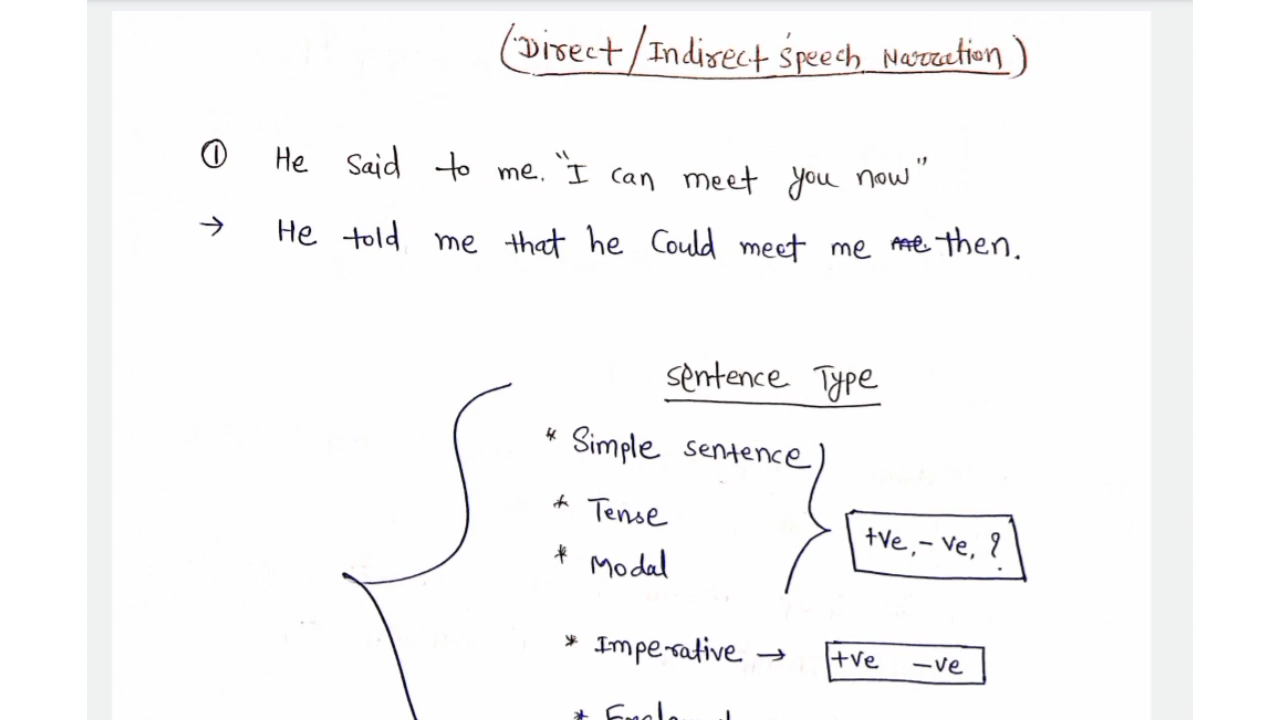 (Direct/Indirect Speech Narration)
① He said to me. "I can meet you now"
→ He told me that he Could meet me me then.
Sentence Type
* Simple sentence
* Tense
* Modal
+ve, -ve, ?
* Imperative → +ve -ve